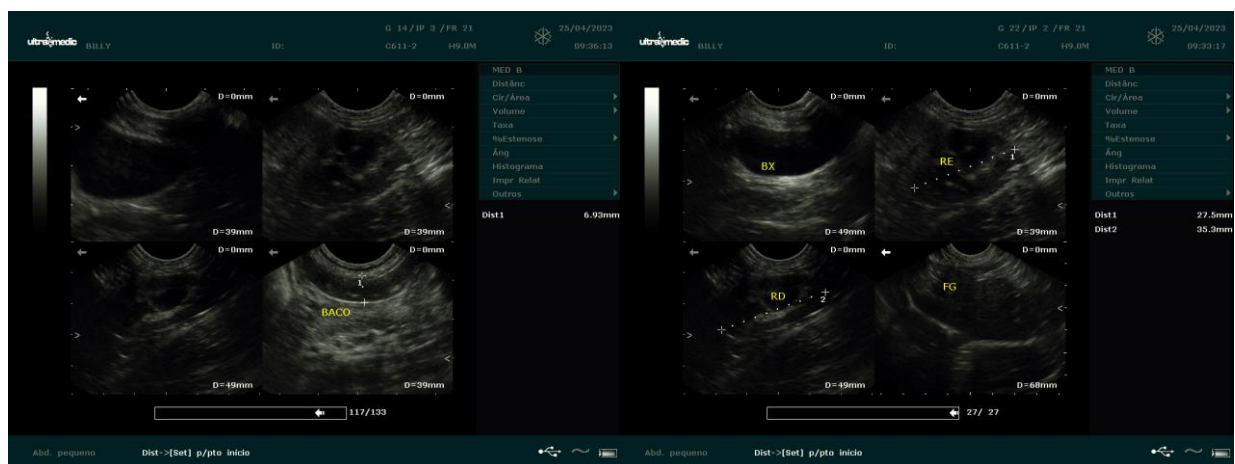 ultramedic BILLY ID: G 14/IP 3 /FR 21 25/04/2023
C611-2 H9.0M 09:36:13
MED B
Distânc
Cir/Área
Volume
Taxa
%Estenose
Âng
Histograma
Impr Relat
Outros
Dist1 6.93mm
D=0mm D=0mm
D=39mm D=39mm
D=0mm D=0mm
1
BACO
D=49mm D=39mm
117/133
Abd. pequeno Dist->[Set] p/pto início
ultramedic BILLY ID: G 22/IP 2 /FR 21 25/04/2023
C611-2 H9.0M 09:33:17
MED B
Distânc
Cir/Área
Volume
Taxa
%Estenose
Âng
Histograma
Impr Relat
Outros
Dist1 27.5mm
Dist2 35.3mm
D=0mm D=0mm
BX RE 1
D=49mm D=39mm
D=0mm D=0mm
RD 2 FG
D=49mm D=68mm
27/ 27
Abd. pequeno Dist->[Set] p/pto início